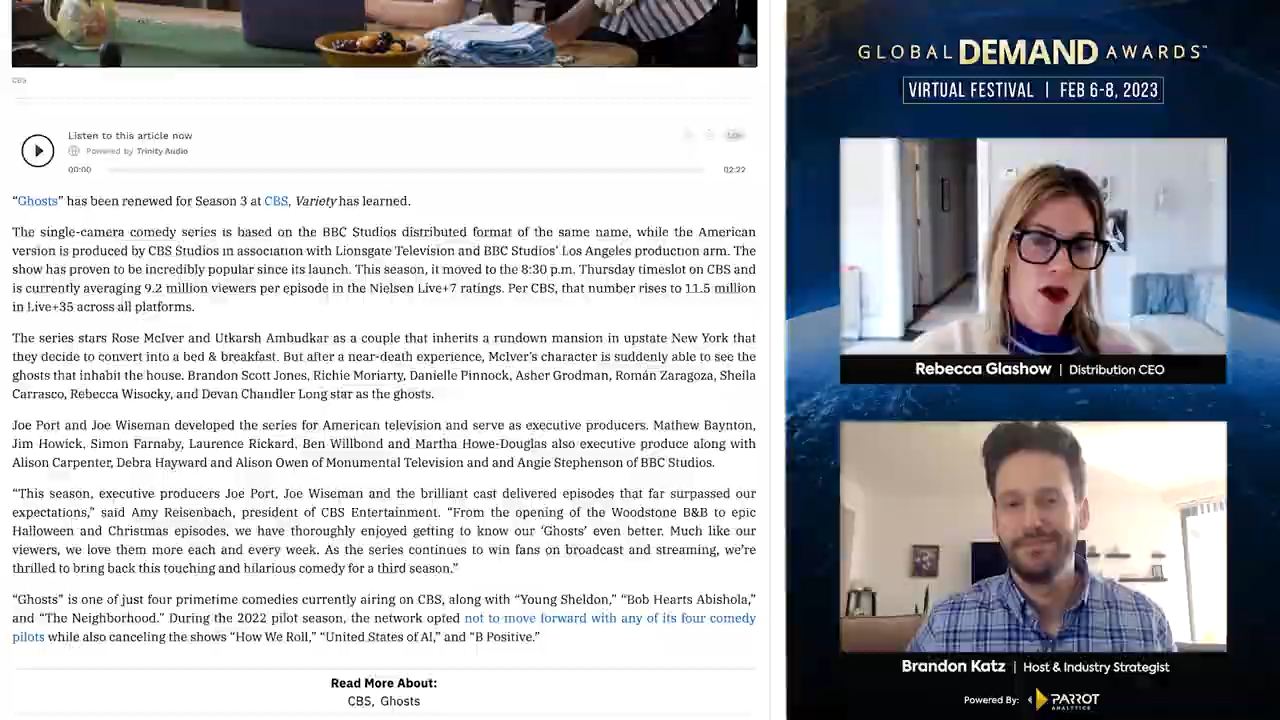 CBS
Listen to this article now
Powered by Trinity Audio
00:00
02:22
“Ghosts” has been renewed for Season 3 at CBS, Variety has learned.
The single-camera comedy series is based on the BBC Studios distributed format of the same name, while the American
version is produced by CBS Studios in association with Lionsgate Television and BBC Studios’ Los Angeles production arm. The
show has proven to be incredibly popular since its launch. This season, it moved to the 8:30 p.m. Thursday timeslot on CBS and
is currently averaging 9.2 million viewers per episode in the Nielsen Live+7 ratings. Per CBS, that number rises to 11.5 million
in Live+35 across all platforms.
The series stars Rose McIver and Utkarsh Ambudkar as a couple that inherits a rundown mansion in upstate New York that
they decide to convert into a bed & breakfast. But after a near-death experience, McIver’s character is suddenly able to see the
ghosts that inhabit the house. Brandon Scott Jones, Richie Moriarty, Danielle Pinnock, Asher Grodman, Román Zaragoza, Sheila
Carrasco, Rebecca Wisocky, and Devan Chandler Long star as the ghosts.
Joe Port and Joe Wiseman developed the series for American television and serve as executive producers. Mathew Baynton,
Jim Howick, Simon Farnaby, Laurence Rickard, Ben Willbond and Martha Howe-Douglas also executive produce along with
Alison Carpenter, Debra Hayward and Alison Owen of Monumental Television and and Angie Stephenson of BBC Studios.
“This season, executive producers Joe Port, Joe Wiseman and the brilliant cast delivered episodes that far surpassed our
expectations,” said Amy Reisenbach, president of CBS Entertainment. “From the opening of the Woodstone B&B to epic
Halloween and Christmas episodes, we have thoroughly enjoyed getting to know our ‘Ghosts’ even better. Much like our
viewers, we love them more each and every week. As the series continues to win fans on broadcast and streaming, we’re
thrilled to bring back this touching and hilarious comedy for a third season.”
“Ghosts” is one of just four primetime comedies currently airing on CBS, along with “Young Sheldon,” “Bob Hearts Abishola,”
and “The Neighborhood.” During the 2022 pilot season, the network opted not to move forward with any of its four comedy
pilots while also canceling the shows “How We Roll,” “United States of Al,” and “B Positive.”
Read More About:
CBS, Ghosts
GLOBAL DEMAND AWARDS™
VIRTUAL FESTIVAL | FEB 6-8, 2023
Rebecca Glashow | Distribution CEO
Brandon Katz | Host & Industry Strategist
Powered By: PARROT ANALYTICS